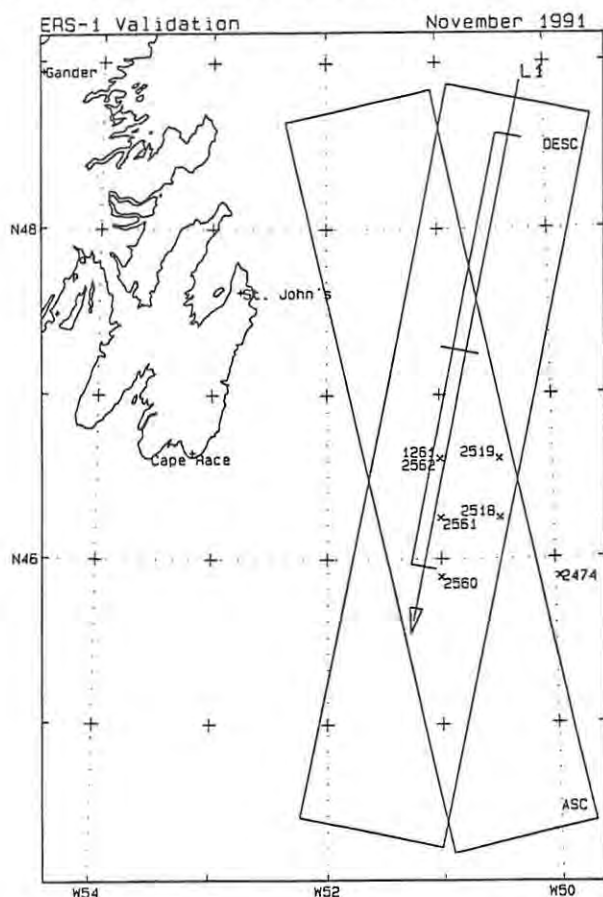 ERS-1 Validation November 1991
Gander
L1
DESC
N48
St. John's
1261
2562
2519
Cape Race
2518
2561
N46
2474
2560
ASC
W54 W52 W50